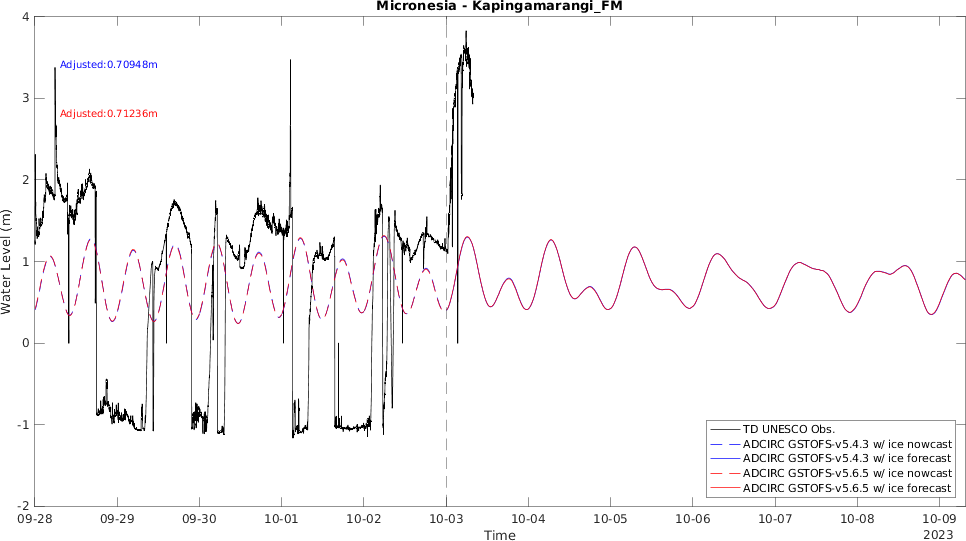 Micronesia - Kapingamarangi_FM
4
Adjusted:0.70948m
3
Adjusted:0.71236m
2
Water Level (m)
1
0
-1
-2
TD UNESCO Obs.
ADCIRC GSTOFS-v5.4.3 w/ ice nowcast
ADCIRC GSTOFS-v5.4.3 w/ ice forecast
ADCIRC GSTOFS-v5.6.5 w/ ice nowcast
ADCIRC GSTOFS-v5.6.5 w/ ice forecast
09-28 09-29 09-30 10-01 10-02 10-03 10-04 10-05 10-06 10-07 10-08 10-09
Time
2023